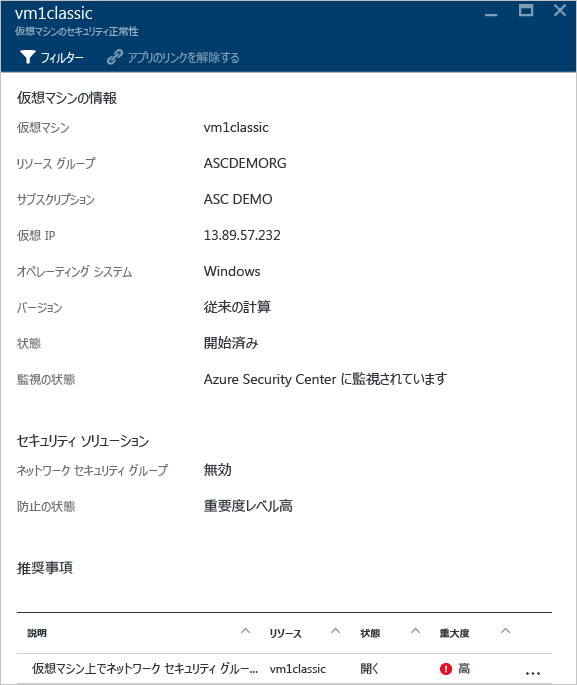 vm1classic
仮想マシンのセキュリティ正常性
フィルター アプリのリンクを解除する
仮想マシンの情報
仮想マシン vm1classic
リソース グループ ASCDEMORG
サブスクリプション ASC DEMO
仮想 IP 13.89.57.232
オペレーティング システム Windows
バージョン 従来の計算
状態 開始済み
監視の状態 Azure Security Center に監視されています
セキュリティ ソリューション
ネットワーク セキュリティ グループ 無効
防止の状態 重要度レベル高
推奨事項
説明 リソース 状態 重大度
仮想マシン上でネットワーク セキュリティ グルー... vm1classic 開く 高 ...